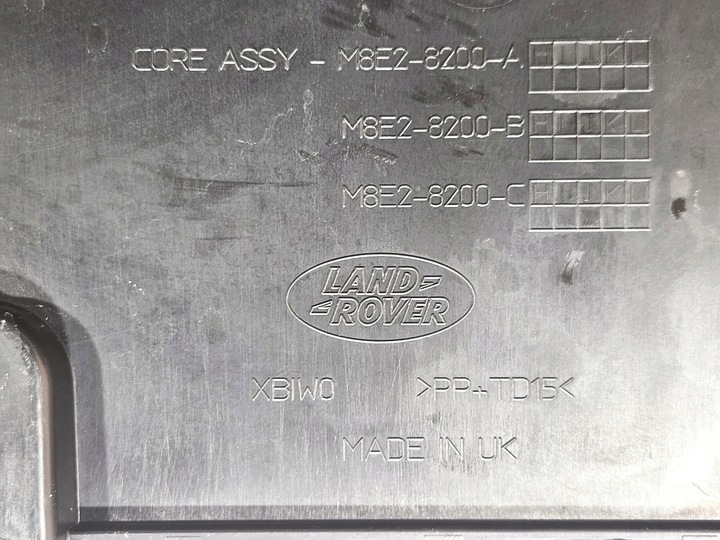 CORE ASSY - M8E2-8200-A
M8E2-8200-B
M8E2-8200-C
LAND
ROVER
XBIW0 >PP+TD15<
MADE IN UK